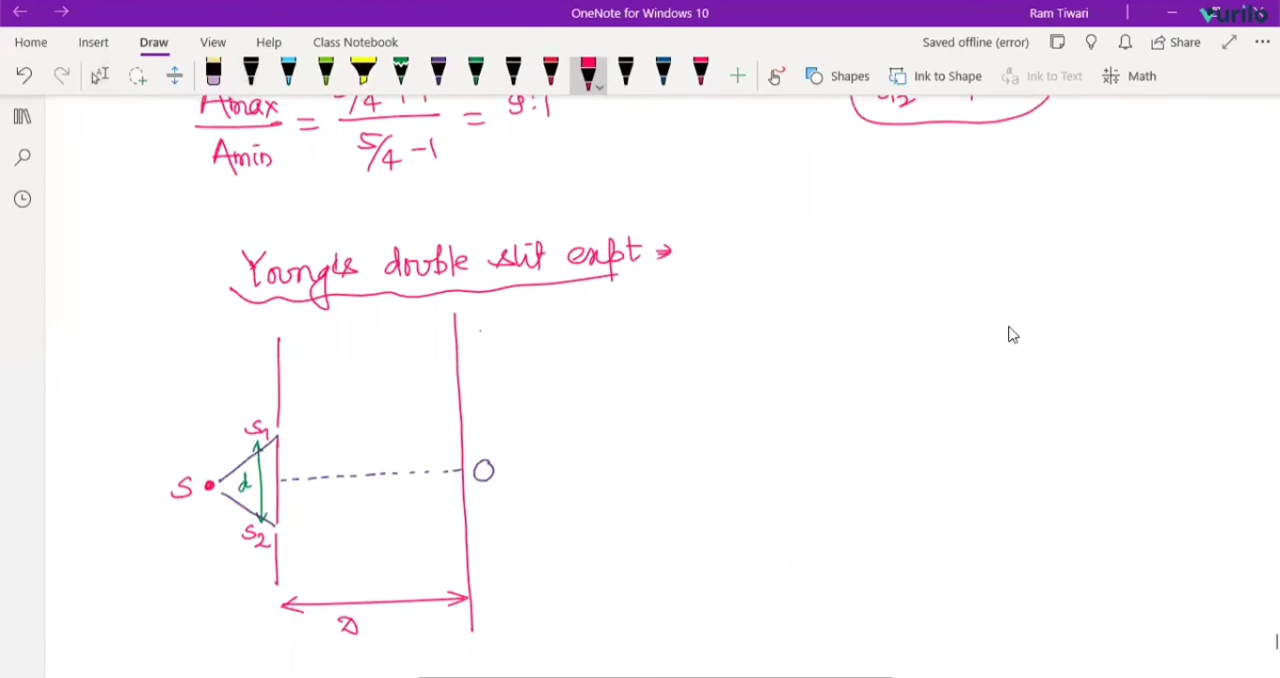 OneNote for Windows 10
Ram Tiwari
Vurilo
Home Insert Draw View Help Class Notebook
Saved offline (error) Share
Shapes Ink to Shape Ink to Text Math
Amax = = 9:1
Amin 5/4 -1
Young's double slit expt →
S1
S d O
S2
D